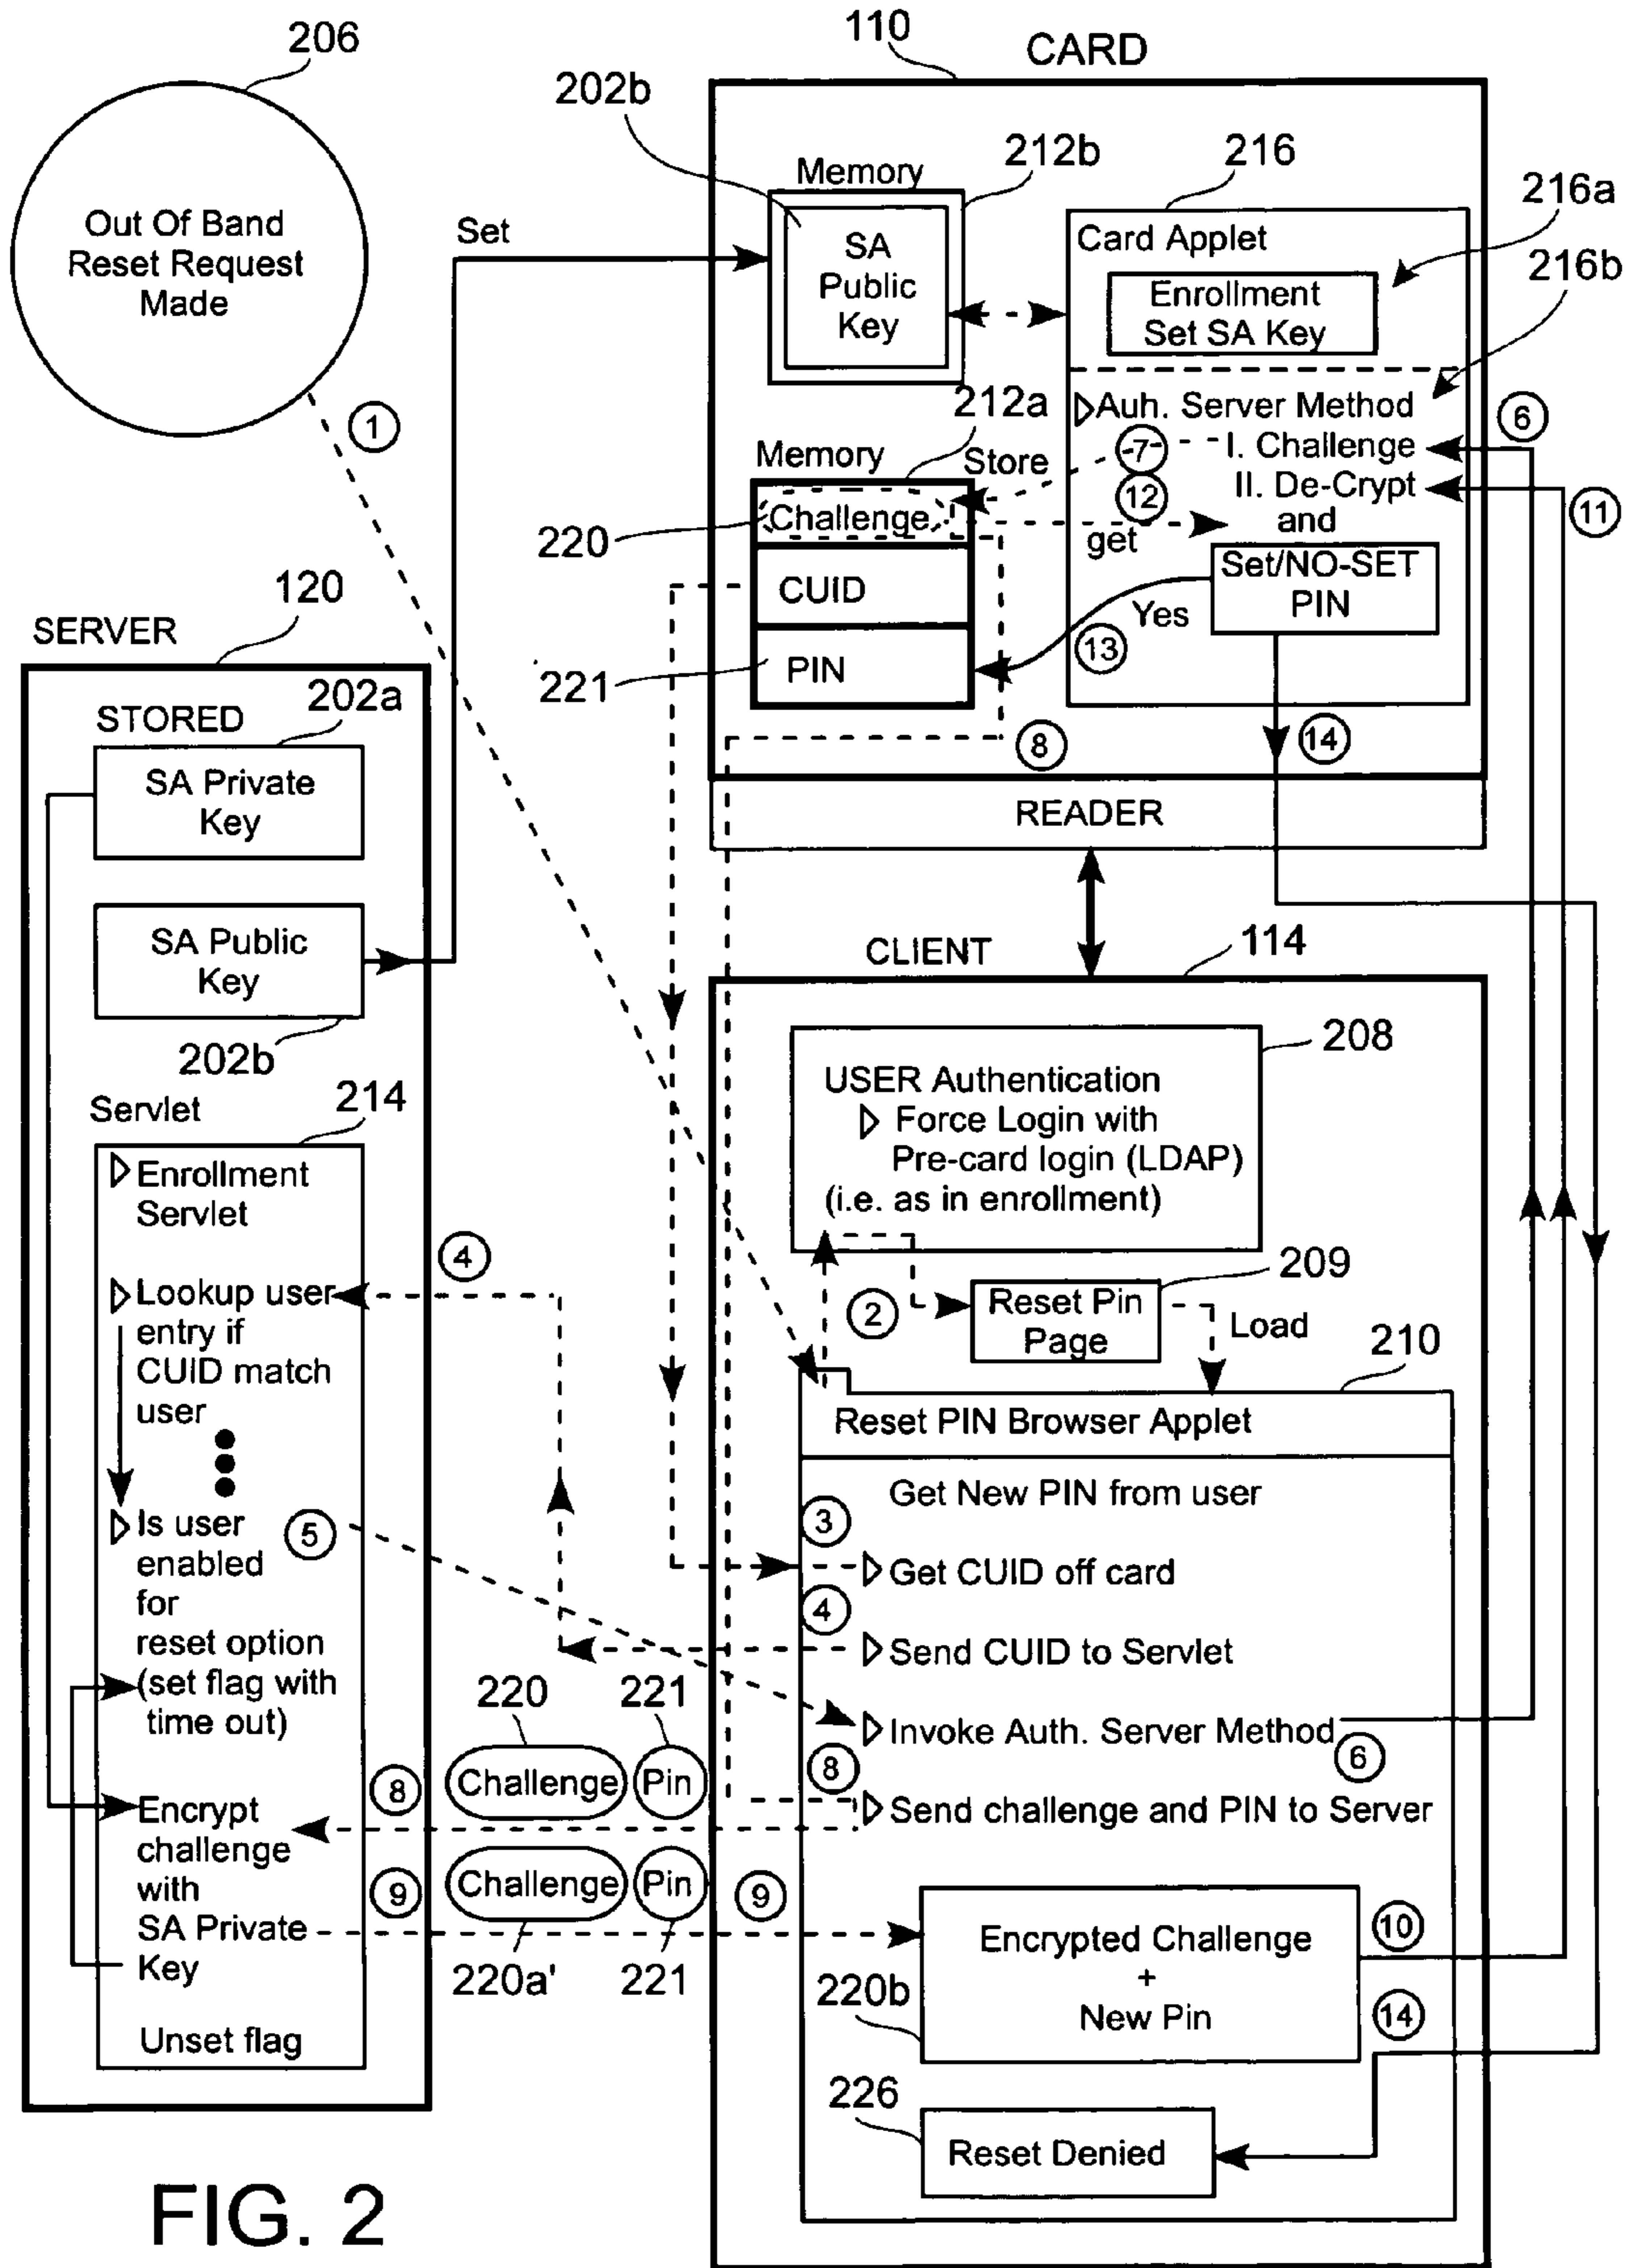 206
Out Of Band
Reset Request
Made
1
110
CARD
202b
Memory
212b
SA
Public
Key
Set
216
216a
216b
Card Applet
Enrollment
Set SA Key
Auh. Server Method
I. Challenge
II. De-Crypt
and
Set/NO-SET
PIN
6
7
12
11
212a
Memory
Store
Challenge
get
220
CUID
Yes
13
PIN
221
8
14
READER
SERVER
120
STORED
202a
SA Private
Key
SA Public
Key
202b
Servlet
214
Enrollment
Servlet
4
Lookup user
entry if
CUID match
user
Is user
enabled
for
reset option
(set flag with
time out)
5
Encrypt
challenge
with
SA Private
Key
Unset flag
8
220
221
Challenge
Pin
9
Challenge
Pin
220a'
221
CLIENT
114
208
USER Authentication
Force Login with
Pre-card login (LDAP)
(i.e. as in enrollment)
209
2
Reset Pin
Page
Load
210
Reset PIN Browser Applet
Get New PIN from user
3
Get CUID off card
4
Send CUID to Servlet
Invoke Auth. Server Method
6
8
Send challenge and PIN to Server
9
Encrypted Challenge
+
New Pin
10
220b
14
226
Reset Denied
FIG. 2